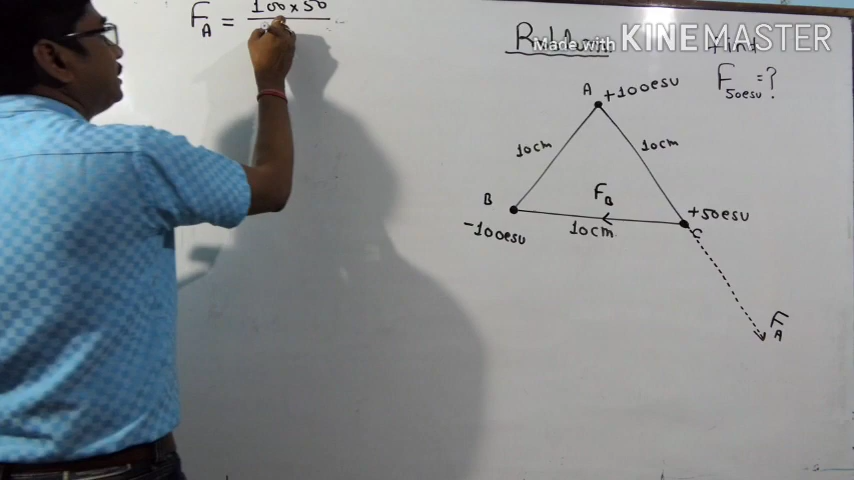 F_A = 100 × 50
Made with KINEMASTER
find
F_50esu = ?
A +100esu
10cm
10cm
B
F_B
+50esu
-100esu
10cm
C
F_A